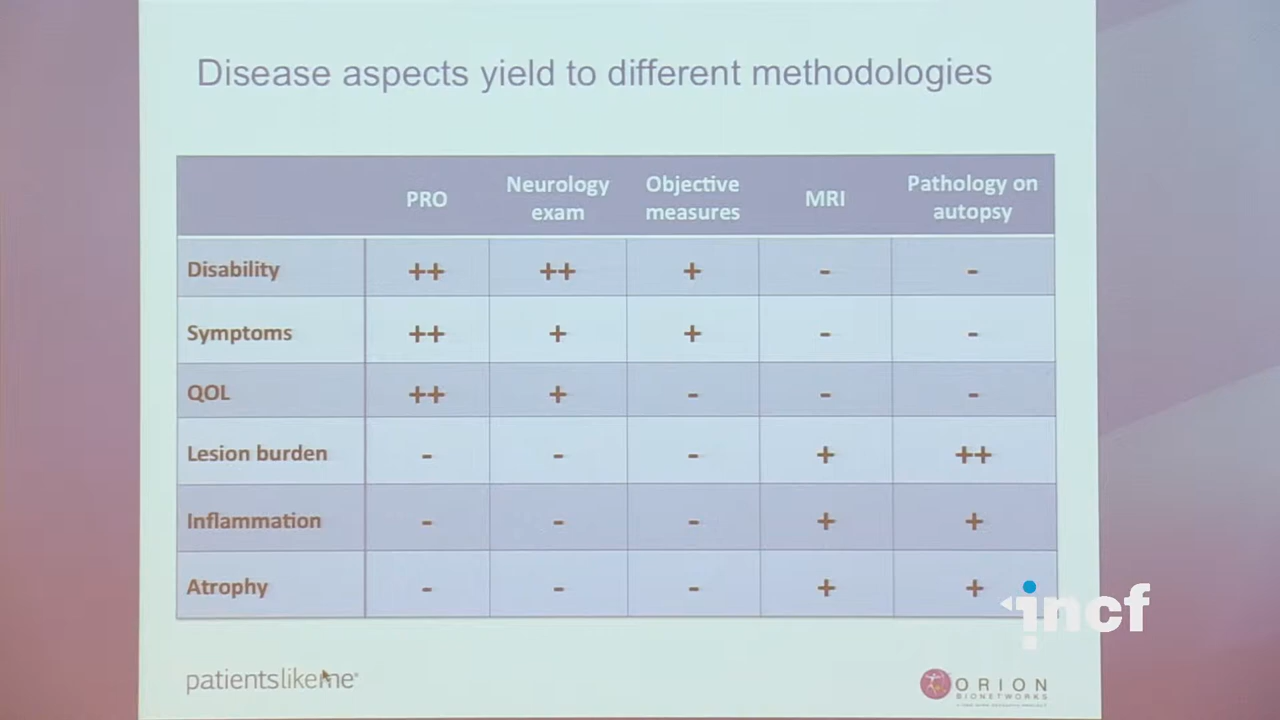 Disease aspects yield to different methodologies
PRO Neurology exam Objective measures MRI Pathology on autopsy
Disability ++ ++ + - -
Symptoms ++ + + - -
QOL ++ + - - -
Lesion burden - - - + ++
Inflammation - - - + +
Atrophy - - - + +
incf
patientslikeme®
ORION
BIONETWORKS